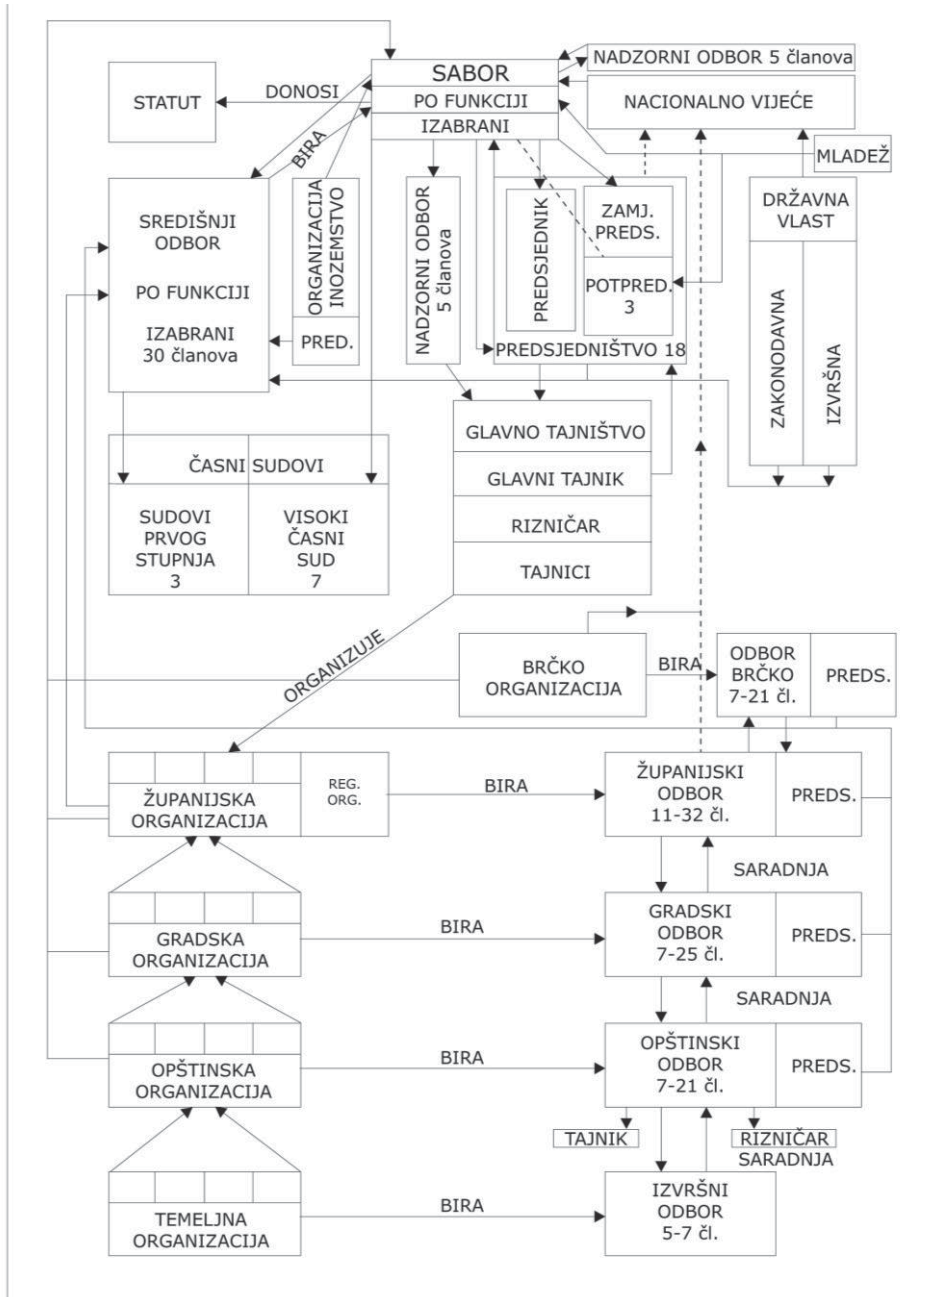 NADZORNI ODBOR 5 članova
SABOR
PO FUNKCIJI
IZABRANI
STATUT
DONOSI
BIRA
NACIONALNO VIJEĆE
MLADEŽ
SREDIŠNJI
ODBOR
PO FUNKCIJI
IZABRANI
30 članova
ORGANIZACIJA
INOZEMSTVO
PRED.
NADZORNI ODBOR
5 članova
PREDSJEDNIK
ZAMJ.
PREDS.
POTPRED.
3
PREDSJEDNIŠTVO 18
DRŽAVNA
VLAST
ZAKONODAVNA
IZVRŠNA
GLAVNO TAJNIŠTVO
GLAVNI TAJNIK
RIZNIČAR
TAJNICI
ČASNI SUDOVI
SUDOVI
PRVOG
STUPNJA
3
VISOKI
ČASNI
SUD
7
ORGANIZUJE
BRČKO
ORGANIZACIJA
BIRA
ODBOR
BRČKO
7-21 čl.
PREDS.
ŽUPANIJSKA
ORGANIZACIJA
REG.
ORG.
BIRA
ŽUPANIJSKI
ODBOR
11-32 čl.
PREDS.
SARADNJA
GRADSKA
ORGANIZACIJA
BIRA
GRADSKI
ODBOR
7-25 čl.
PREDS.
SARADNJA
OPŠTINSKA
ORGANIZACIJA
BIRA
OPŠTINSKI
ODBOR
7-21 čl.
PREDS.
TAJNIK
RIZNIČAR
SARADNJA
TEMELJNA
ORGANIZACIJA
BIRA
IZVRŠNI
ODBOR
5-7 čl.